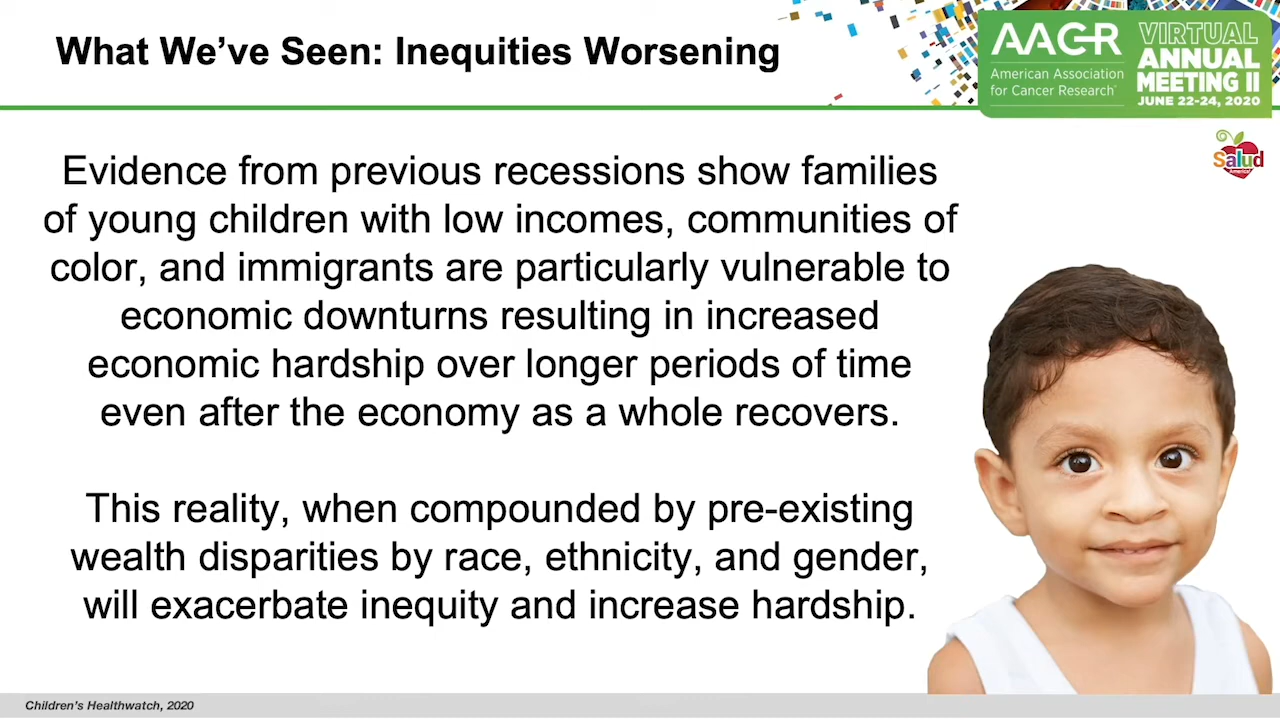 What We've Seen: Inequities Worsening
AACR
American Association
for Cancer Research
VIRTUAL
ANNUAL
MEETING II
JUNE 22-24, 2020
Salud
America!
Evidence from previous recessions show families
of young children with low incomes, communities of
color, and immigrants are particularly vulnerable to
economic downturns resulting in increased
economic hardship over longer periods of time
even after the economy as a whole recovers.
This reality, when compounded by pre-existing
wealth disparities by race, ethnicity, and gender,
will exacerbate inequity and increase hardship.
Children's Healthwatch, 2020